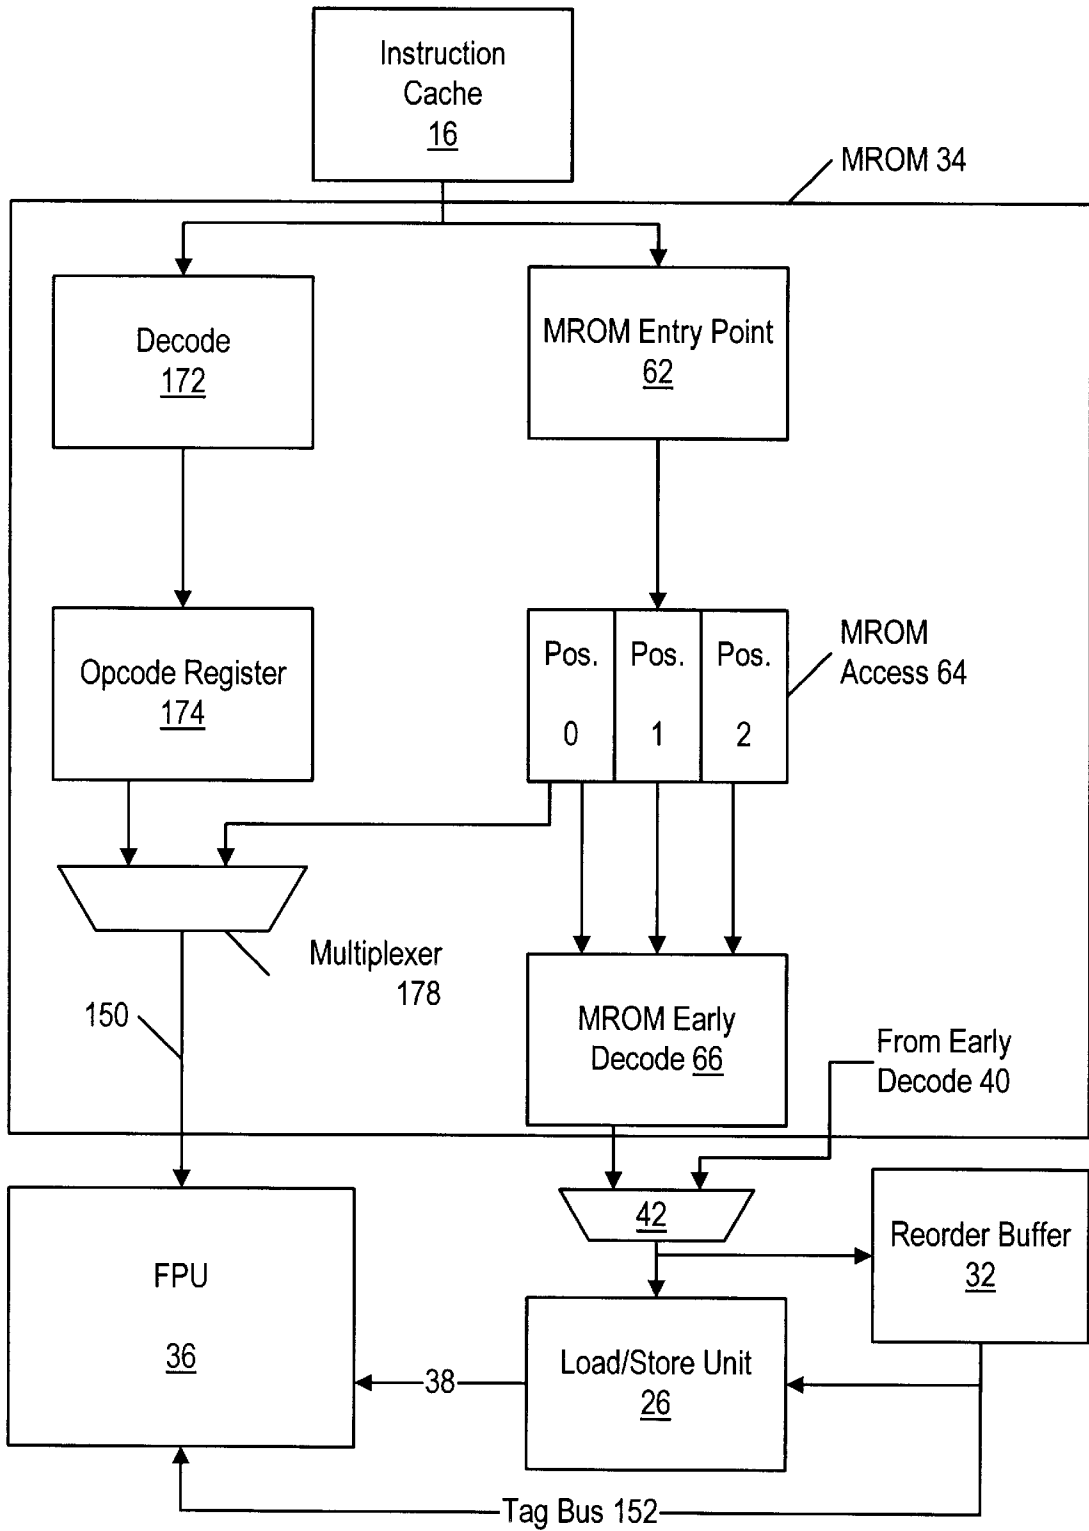 Instruction
Cache
16
MROM 34
Decode
172
MROM Entry Point
62
Opcode Register
174
Pos.
0
Pos.
1
Pos.
2
MROM
Access 64
Multiplexer
178
150
MROM Early
Decode 66
From Early
Decode 40
FPU
36
42
Reorder Buffer
32
38
Load/Store Unit
26
Tag Bus 152